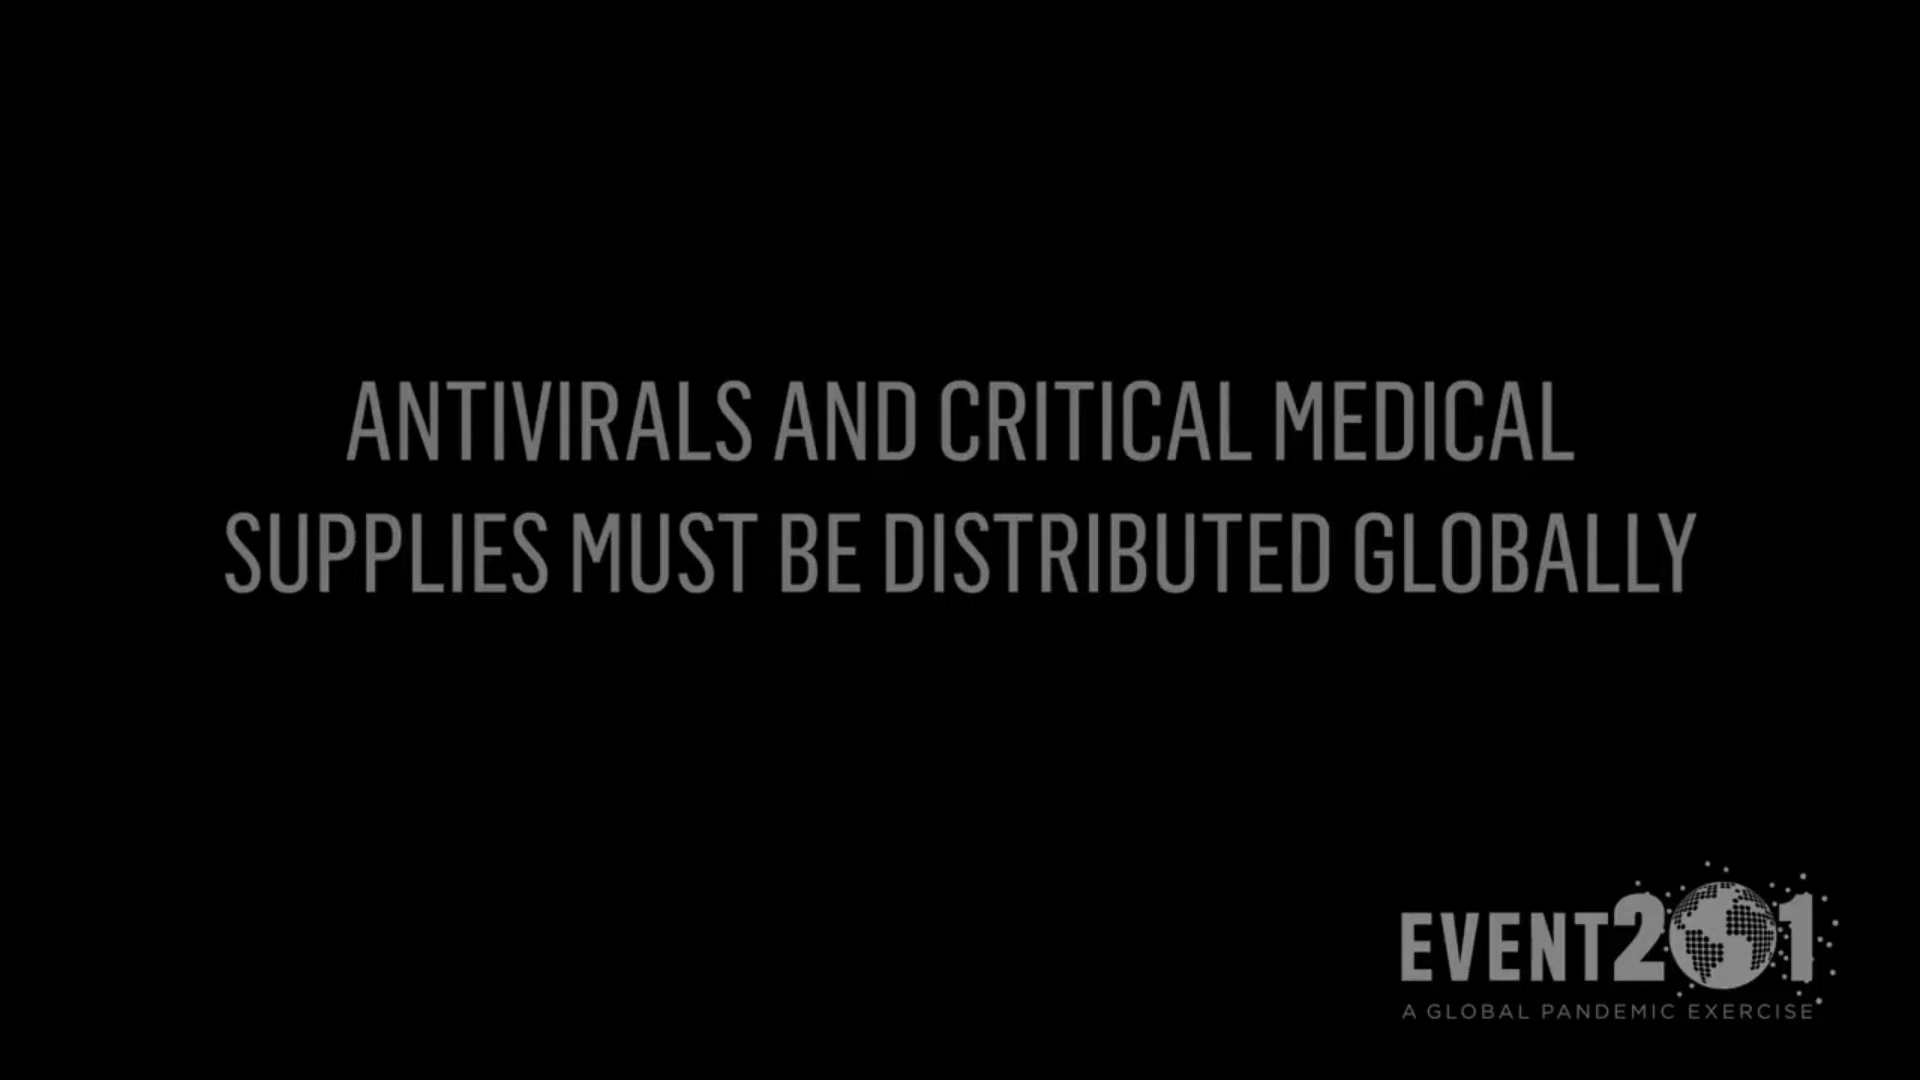 ANTIVIRALS AND CRITICAL MEDICAL
SUPPLIES MUST BE DISTRIBUTED GLOBALLY
EVENT201
A GLOBAL PANDEMIC EXERCISE